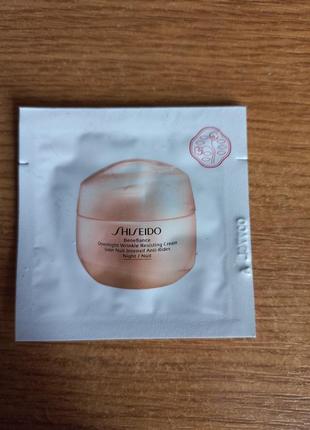 SHISEIDO
Benefiance
Overnight Wrinkle Resisting Cream
Soin Nuit Intensif Anti-Rides
Night / Nuit